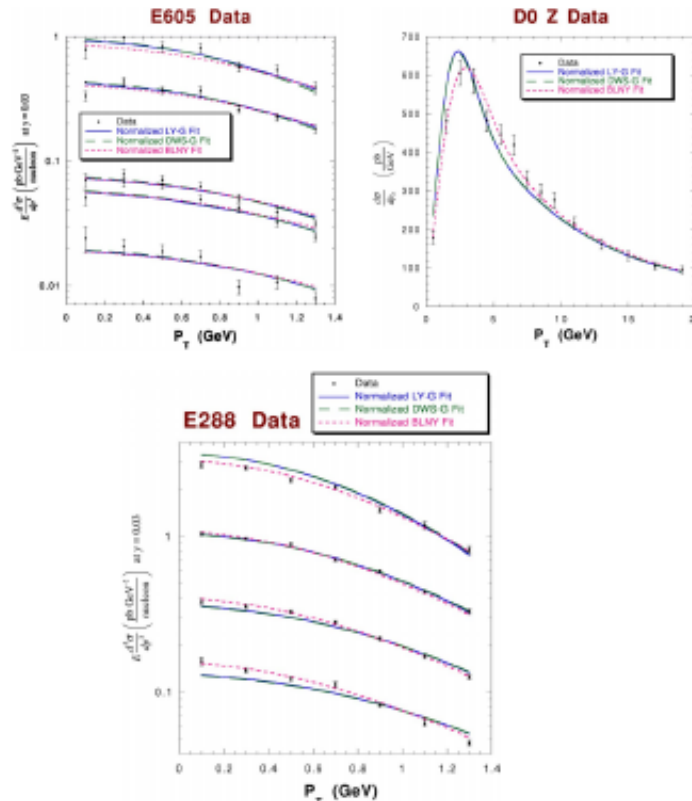 E605 Data
1
0.1
0.01
Data
Normalized LY-G Fit
Normalized DWS-G Fit
Normalized BLNY Fit
0 0.2 0.4 0.6 0.8 1 1.2 1.4
P_T (GeV)
D0 Z Data
700
600
500
400
300
200
100
0
Data
Normalized LY-G Fit
Normalized DWS-G Fit
Normalized BLNY Fit
0 5 10 15
P_T (GeV)
E288 Data
Data
Normalized LY-G Fit
Normalized DWS-G Fit
Normalized BLNY Fit
1
0.1
0 0.2 0.4 0.6 0.8 1 1.2 1.4
P_T (GeV)